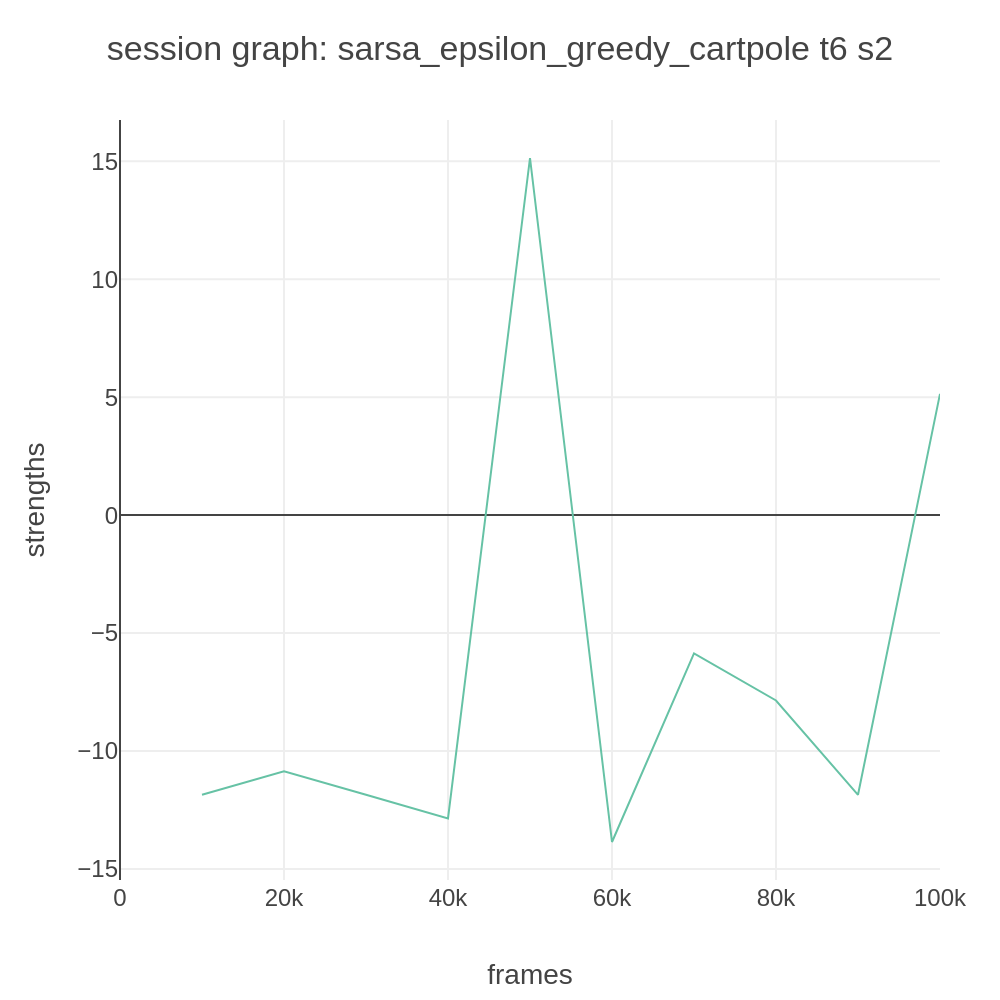 session graph: sarsa_epsilon_greedy_cartpole t6 s2
15
10
5
0
−5
−10
−15
strengths
0
20k
40k
60k
80k
100k
frames